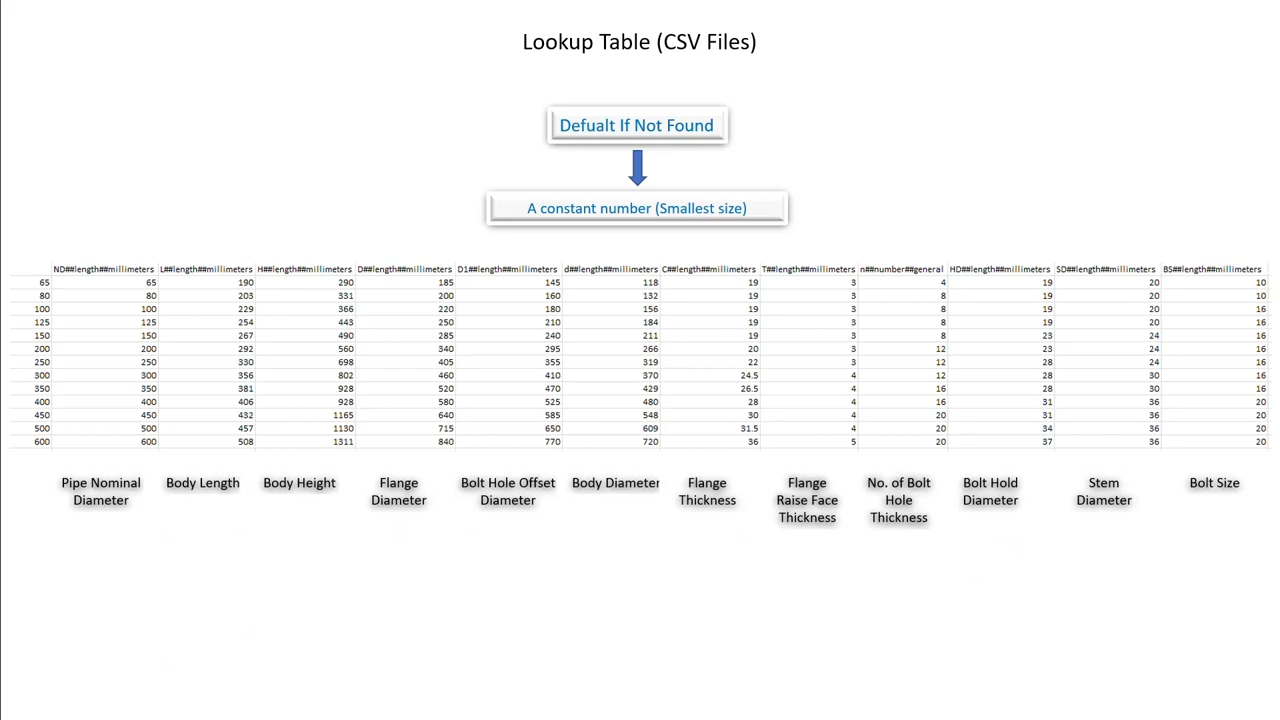 Lookup Table (CSV Files)
Defualt If Not Found
A constant number (Smallest size)
ND##length##millimeters L##length##millimeters H##length##millimeters D##length##millimeters D1##length##millimeters d##length##millimeters C##length##millimeters T##length##millimeters n##number##general HD##length##millimeters SD##length##millimeters BS##length##millimeters
65 65 190 290 185 145 118 19 3 4 19 20 10
80 80 203 331 200 160 132 19 3 8 19 20 10
100 100 229 366 220 180 156 19 3 8 19 20 16
125 125 254 443 250 210 184 19 3 8 19 20 16
150 150 267 490 285 240 211 19 3 8 23 24 16
200 200 292 560 340 295 266 20 3 12 23 24 16
250 250 330 698 405 355 319 22 3 12 28 24 16
300 300 356 802 460 410 370 24.5 4 12 28 30 16
350 350 381 928 520 470 429 26.5 4 16 28 30 16
400 400 406 928 580 525 480 28 4 16 31 36 20
450 450 432 1165 640 585 548 30 4 20 31 36 20
500 500 457 1130 715 650 609 31.5 4 20 34 36 20
600 600 508 1311 840 770 720 36 5 20 37 36 20
Pipe Nominal Body Length Body Height Flange Bolt Hole Offset Body Diameter Flange Flange No. of Bolt Bolt Hold Stem Bolt Size
Diameter Diameter Diameter Thickness Raise Face Hole Diameter Diameter
Thickness Thickness